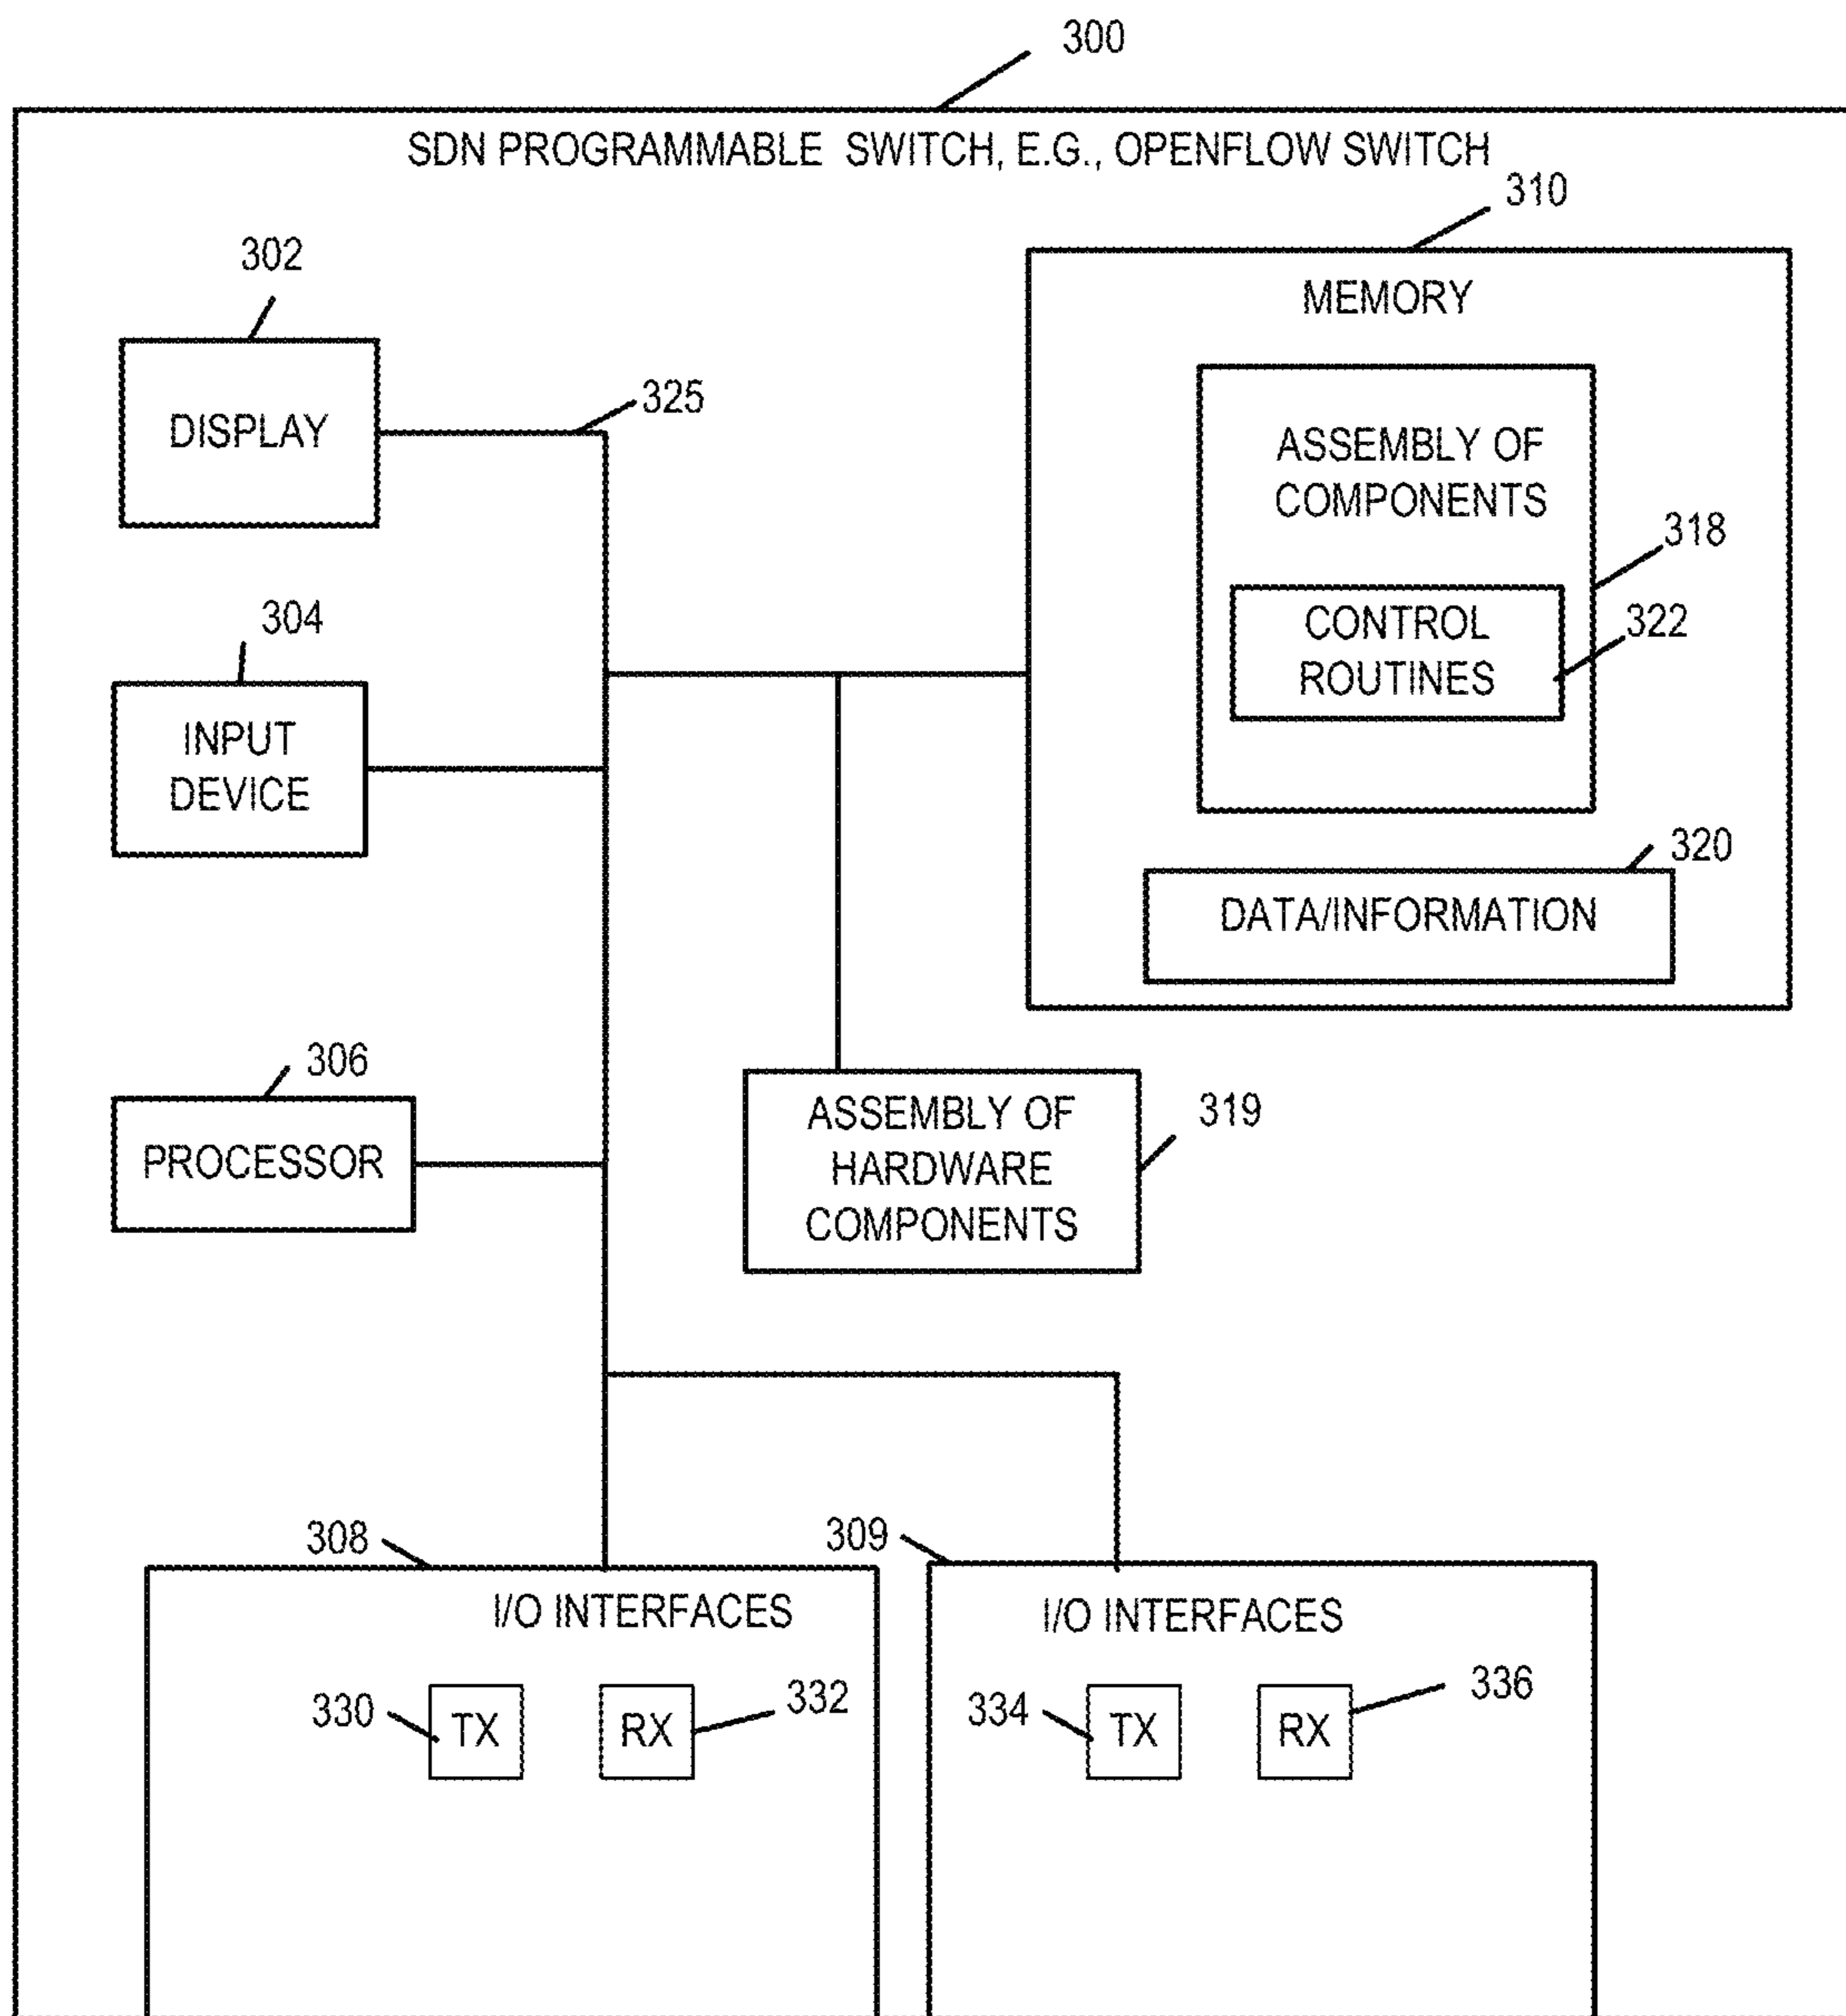 300
SDN PROGRAMMABLE SWITCH, E.G., OPENFLOW SWITCH
310
302
MEMORY
DISPLAY
325
ASSEMBLY OF
COMPONENTS
318
304
CONTROL
ROUTINES
322
INPUT
DEVICE
320
DATA/INFORMATION
306
PROCESSOR
ASSEMBLY OF
HARDWARE
COMPONENTS
319
308
309
I/O INTERFACES
I/O INTERFACES
330
TX
RX
332
334
TX
RX
336